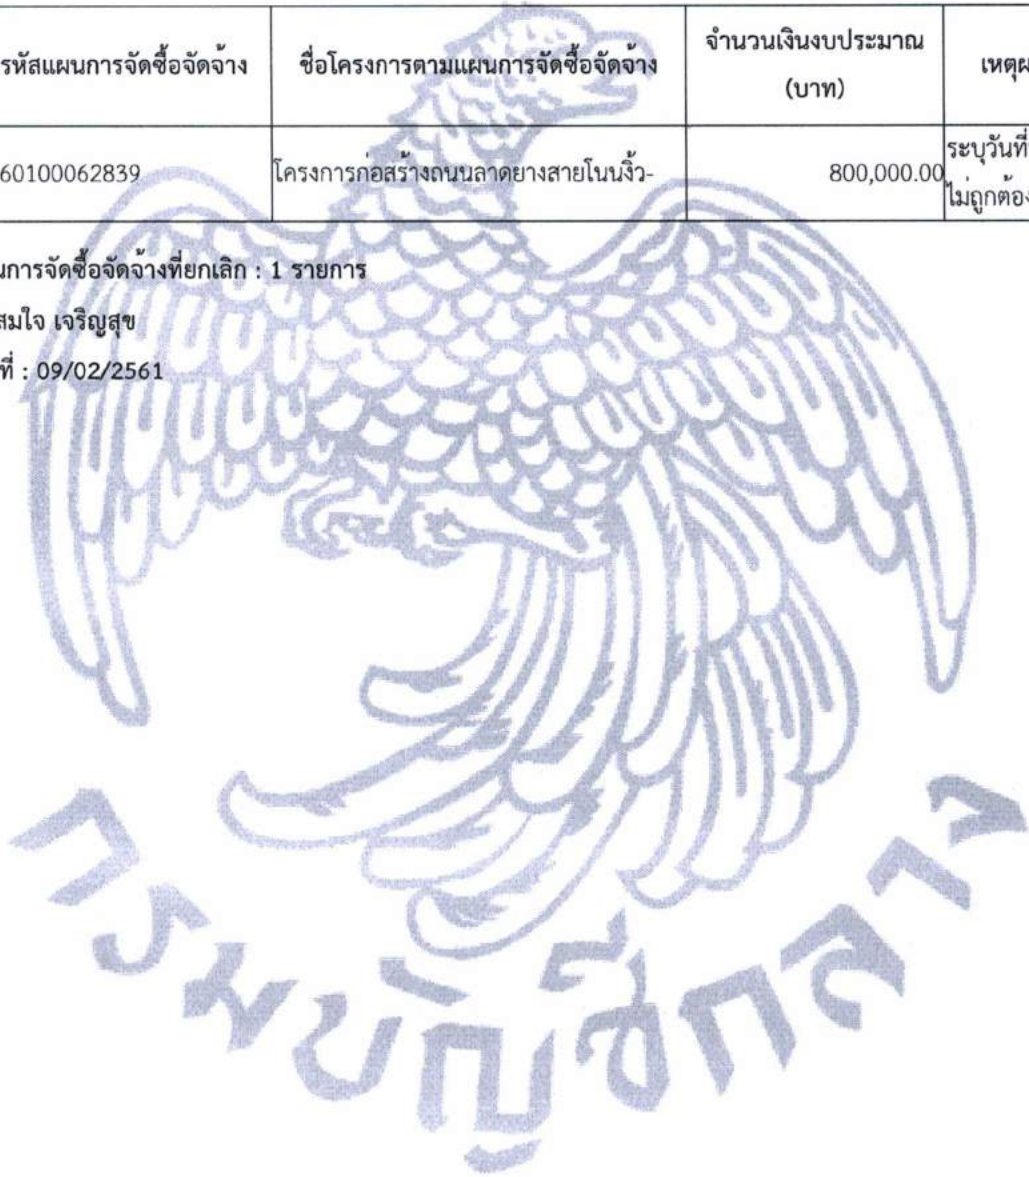 รหัสแผนการจัดซื้อจัดจ้าง ชื่อโครงการตามแผนการจัดซื้อจัดจ้าง จำนวนเงินงบประมาณ
(บาท)
60100062839 โครงการก่อสร้างถนนลาดยางสายโนนงิ้ว- 800,000.00 ระบุวันที่
ไม่ถูกต้อง
การจัดซื้อจัดจ้างที่ยกเลิก : 1 รายการ
สมใจ เจริญสุข
ที่ : 09/02/2561
กรมบัญชีกลาง